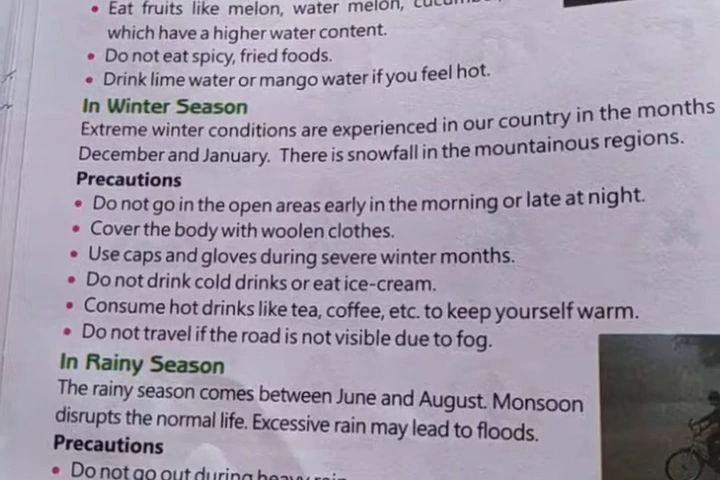 • Eat fruits like melon, water melon,
which have a higher water content.
• Do not eat spicy, fried foods.
• Drink lime water or mango water if you feel hot.
In Winter Season
Extreme winter conditions are experienced in our country in the months
December and January. There is snowfall in the mountainous regions.
Precautions
• Do not go in the open areas early in the morning or late at night.
• Cover the body with woolen clothes.
• Use caps and gloves during severe winter months.
• Do not drink cold drinks or eat ice-cream.
• Consume hot drinks like tea, coffee, etc. to keep yourself warm.
• Do not travel if the road is not visible due to fog.
In Rainy Season
The rainy season comes between June and August. Monsoon
disrupts the normal life. Excessive rain may lead to floods.
Precautions
• Do not go out during heavy rain